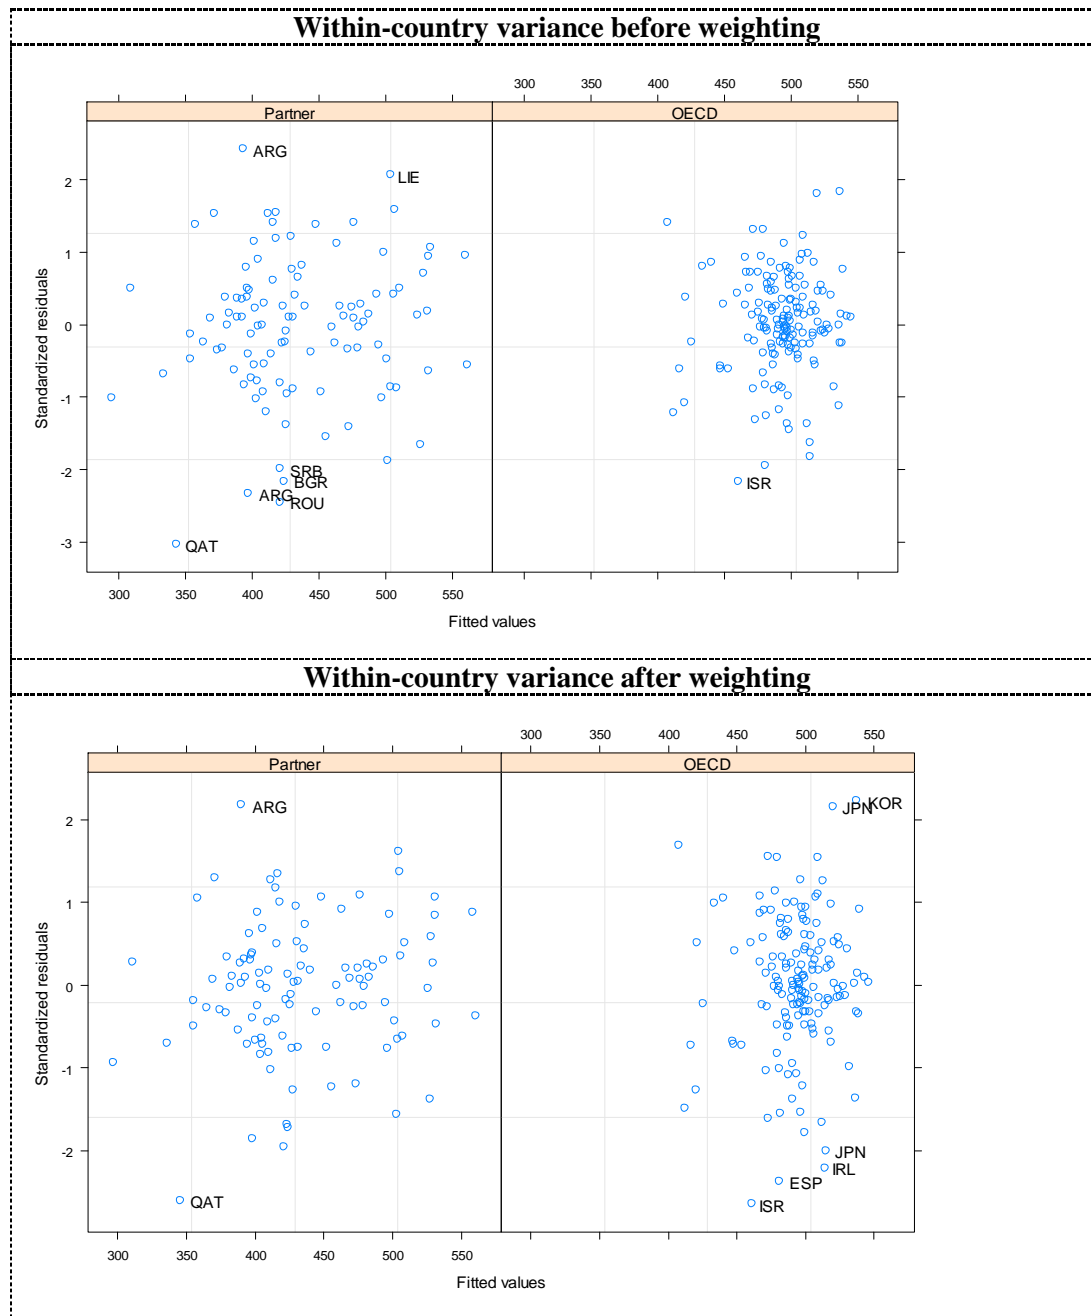 Within-country variance before weighting
300 350 400 450 500 550
Partner OECD
ARG
LIE
2
1
0
-1
-2
-3
Standardized residuals
SRB
BGR
ARG
ROU
ISR
QAT
300 350 400 450 500 550
Fitted values
Within-country variance after weighting
300 350 400 450 500 550
Partner OECD
ARG
KOR
JPN
2
1
0
-1
-2
Standardized residuals
JPN
IRL
ESP
QAT
ISR
300 350 400 450 500 550
Fitted values